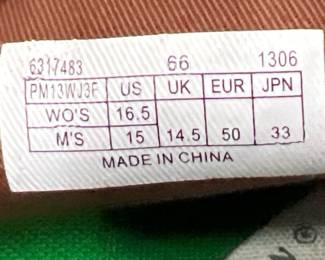 6317483 66 1306
PM13WJ3F US UK EUR JPN
WO'S 16.5
M'S 15 14.5 50 33
MADE IN CHINA